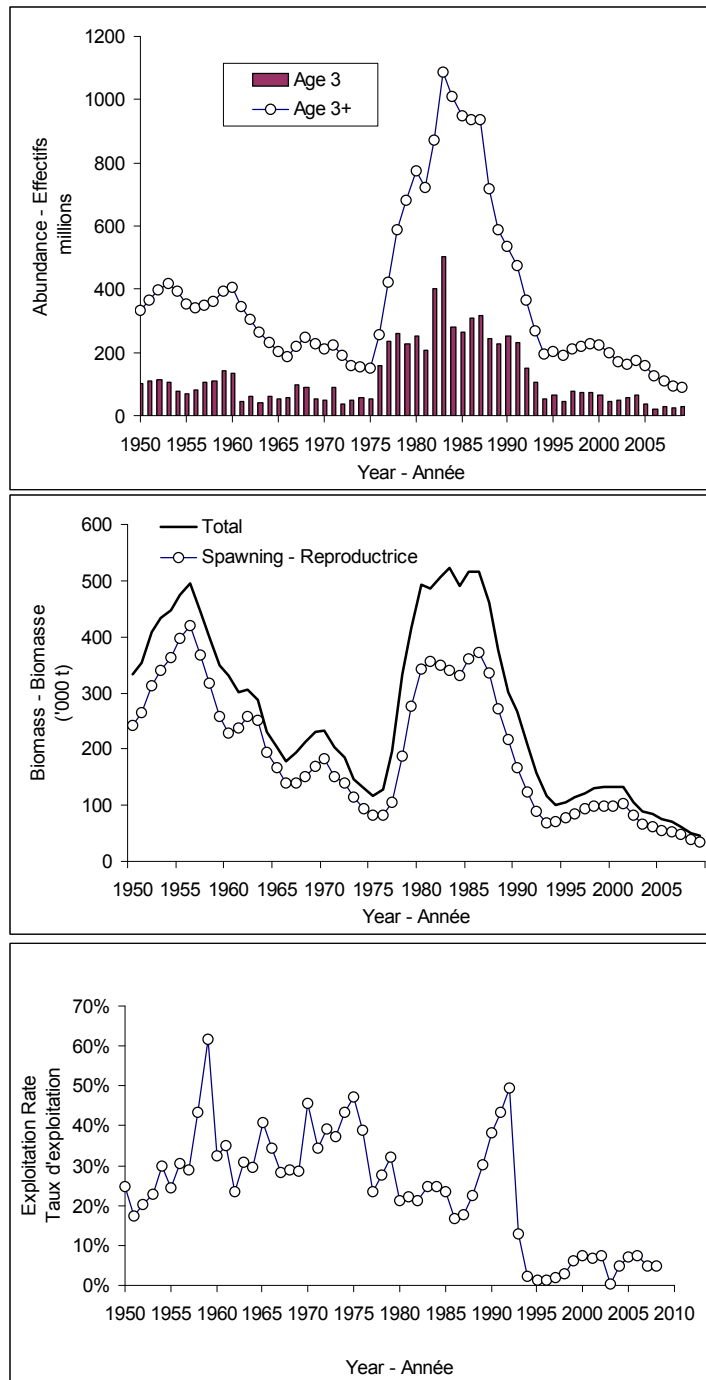 1200
1000
800
600
400
200
0
Abundance - Effectifs
millions
Age 3
Age 3+
1950 1955 1960 1965 1970 1975 1980 1985 1990 1995 2000 2005
Year - Année
600
500
400
300
200
100
0
Biomass - Biomasse
('000 t)
Total
Spawning - Reproductrice
1950 1955 1960 1965 1970 1975 1980 1985 1990 1995 2000 2005
Year - Année
70%
60%
50%
40%
30%
20%
10%
0%
Exploitation Rate
Taux d'exploitation
1950 1955 1960 1965 1970 1975 1980 1985 1990 1995 2000 2005 2010
Year - Année